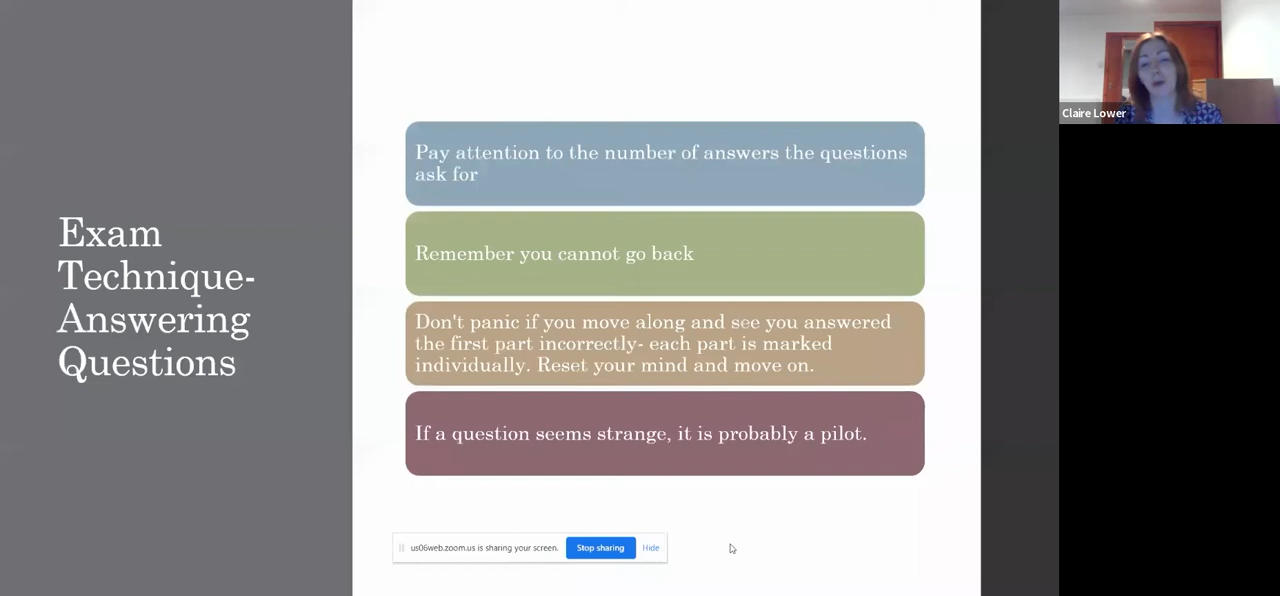 Exam
Technique-
Answering
Questions
Pay attention to the number of answers the questions
ask for
Remember you cannot go back
Don't panic if you move along and see you answered
the first part incorrectly- each part is marked
individually. Reset your mind and move on.
If a question seems strange, it is probably a pilot.
us06web.zoom.us is sharing your screen.
Stop sharing
Hide
Claire Lower